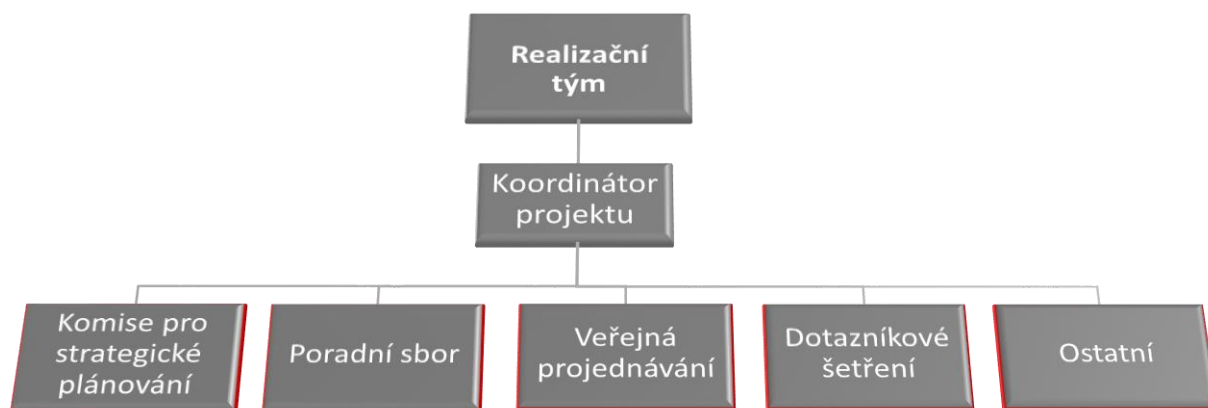 Realizační
tým
Koordinátor
projektu
Komise pro
strategické
plánování
Poradní sbor
Veřejná
projednávání
Dotazníkové
šetření
Ostatní